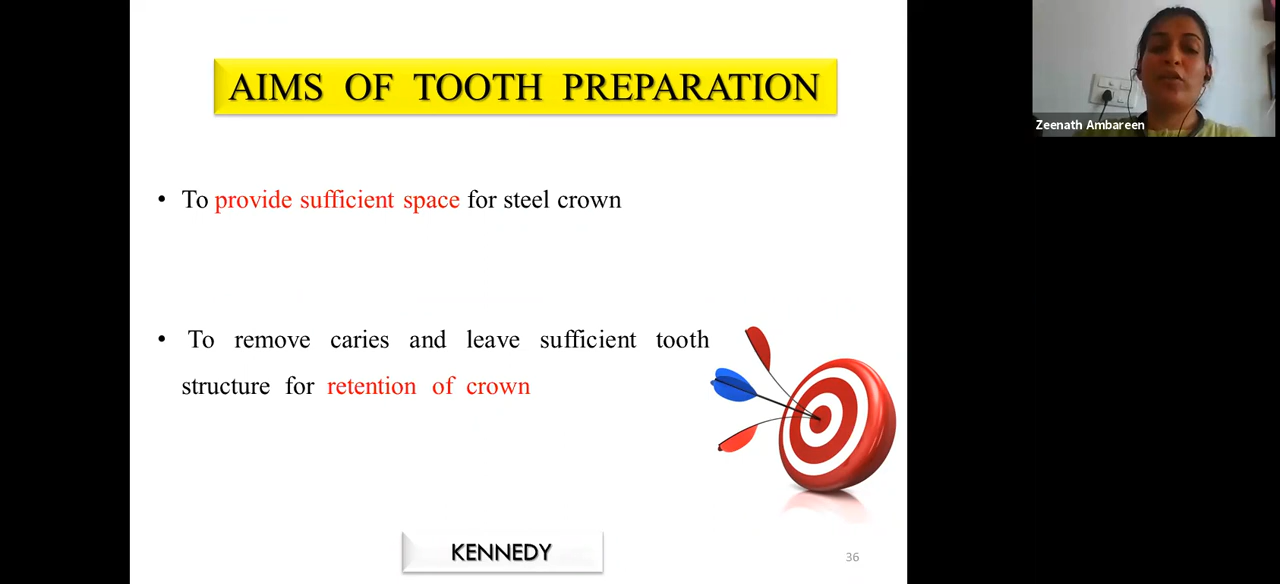 AIMS OF TOOTH PREPARATION
Zeenath Ambareen
• To provide sufficient space for steel crown
• To remove caries and leave sufficient tooth
structure for retention of crown
KENNEDY
36